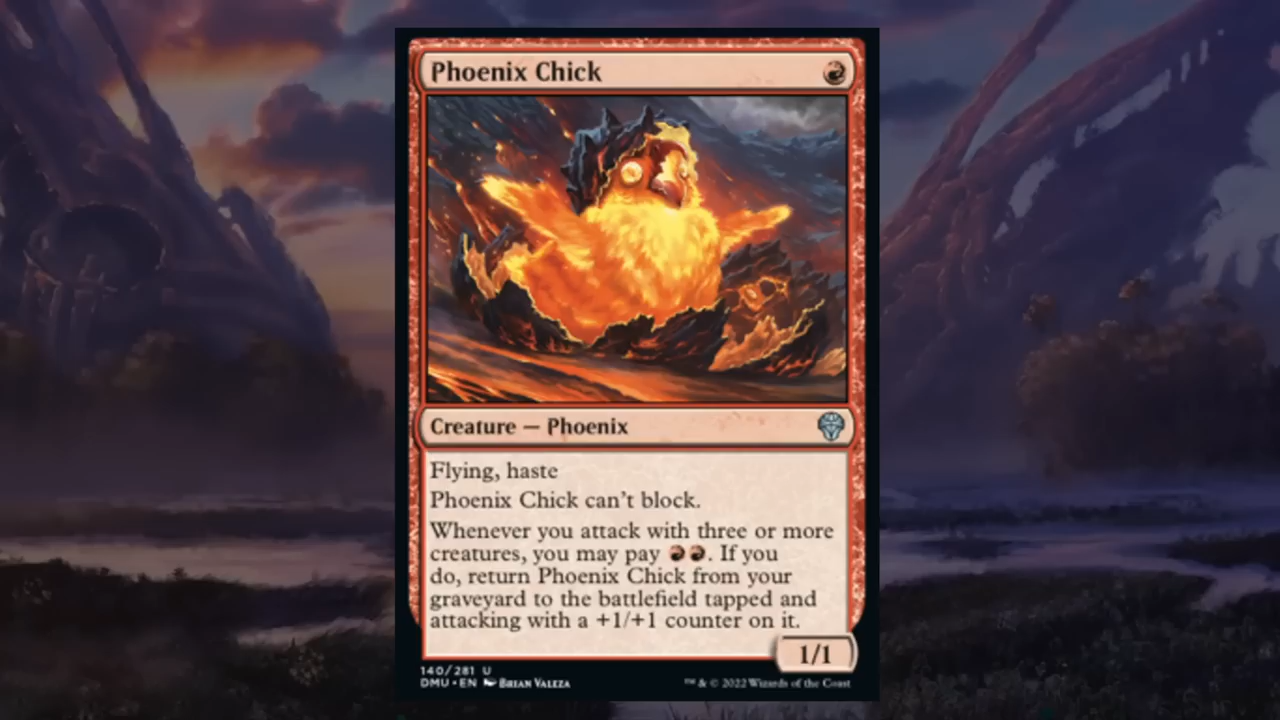 Phoenix Chick
Creature — Phoenix
Flying, haste
Phoenix Chick can't block.
Whenever you attack with three or more
creatures, you may pay. If you
do, return Phoenix Chick from your
graveyard to the battlefield tapped and
attacking with a +1/+1 counter on it.
1/1
140/281 U
DMU • EN BRIAN VALEZA
™ & © 2022 Wizards of the Coast